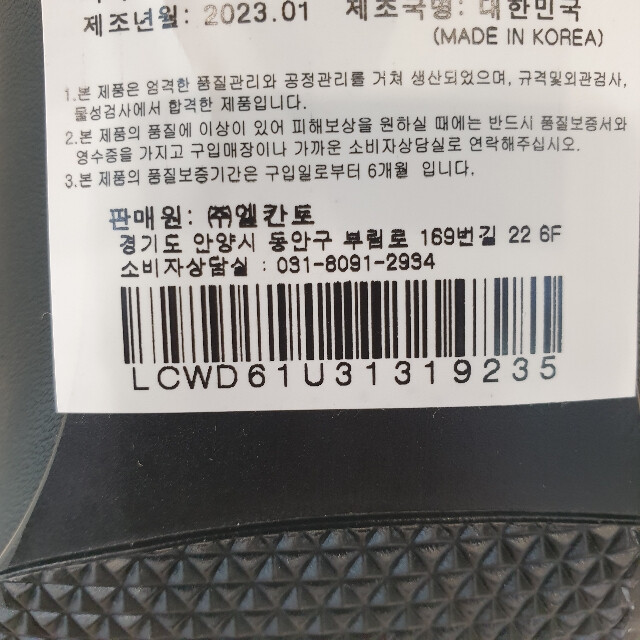 제조년월: 2023.01 제조국명: 대한민국
(MADE IN KOREA)
1.본 제품은 엄격한 품질관리와 공정관리를 거쳐 생산되었으며, 규격및외관검사,
물성검사에서 합격한 제품입니다.
2.본 제품의 품질에 이상이 있어 피해보상을 원하실 때에는 반드시 품질보증서와
영수증을 가지고 구입매장이나 가까운 소비자상담실로 연락해주십시오.
3.본 제품의 품질보증기간은 구입일로부터 6개월 입니다.
판매원: ㈜엘칸토
경기도 안양시 동안구 부림로 169번길 22 6F
소비자상담실 : 031-8091-2934
LCWD61U31319235